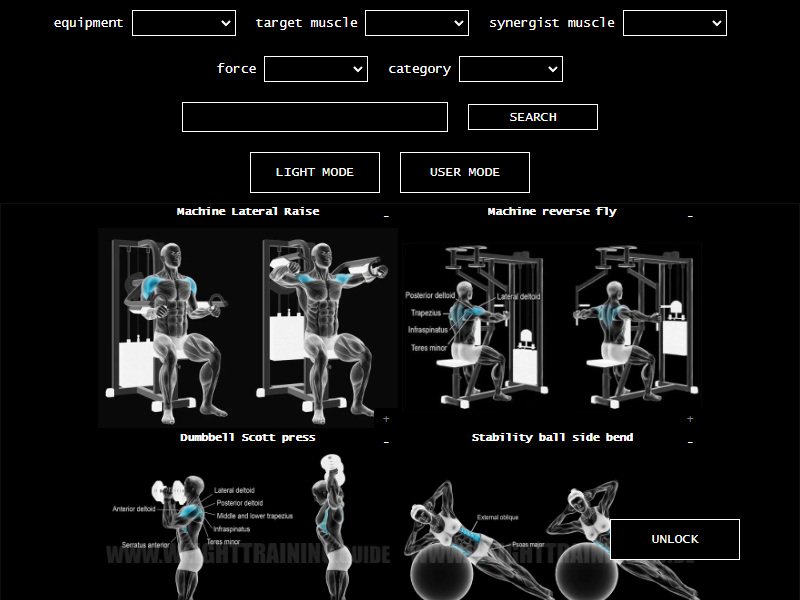 equipment target muscle synergist muscle
force category
SEARCH
LIGHT MODE USER MODE
Machine Lateral Raise -
Machine reverse fly -
Posterior deltoid
Lateral deltoid
Trapezius
Infraspinatus
Teres minor
+
+
Dumbbell Scott press -
Stability ball side bend -
Lateral deltoid
Posterior deltoid
Anterior deltoid
Middle and lower trapezius
Infraspinatus
Serratus anterior
Teres minor
External oblique
Psoas major
UNLOCK